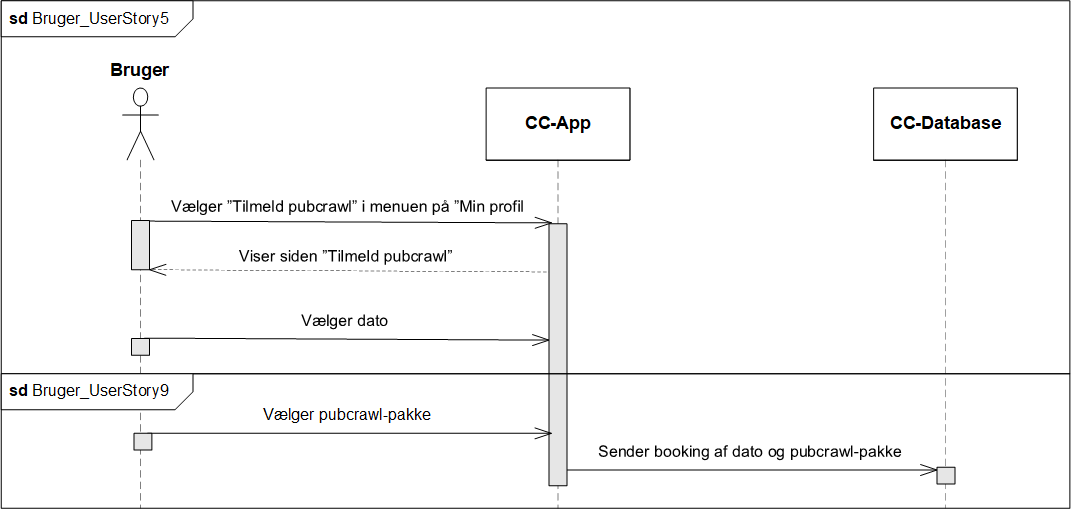 sd Bruger_UserStory5
Bruger
CC-App
CC-Database
Vælger ”Tilmeld pubcrawl” i menuen på ”Min profil
Viser siden ”Tilmeld pubcrawl”
Vælger dato
sd Bruger_UserStory9
Vælger pubcrawl-pakke
Sender booking af dato og pubcrawl-pakke